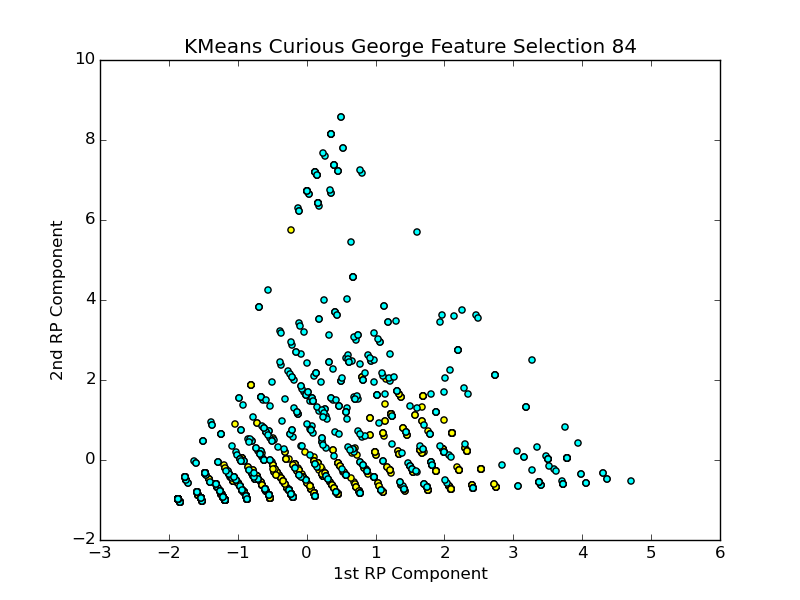 KMeans Curious George Feature Selection 84
10
8
6
4
2
0
−2
2nd RP Component
−3 −2 −1 0 1 2 3 4 5 6
1st RP Component